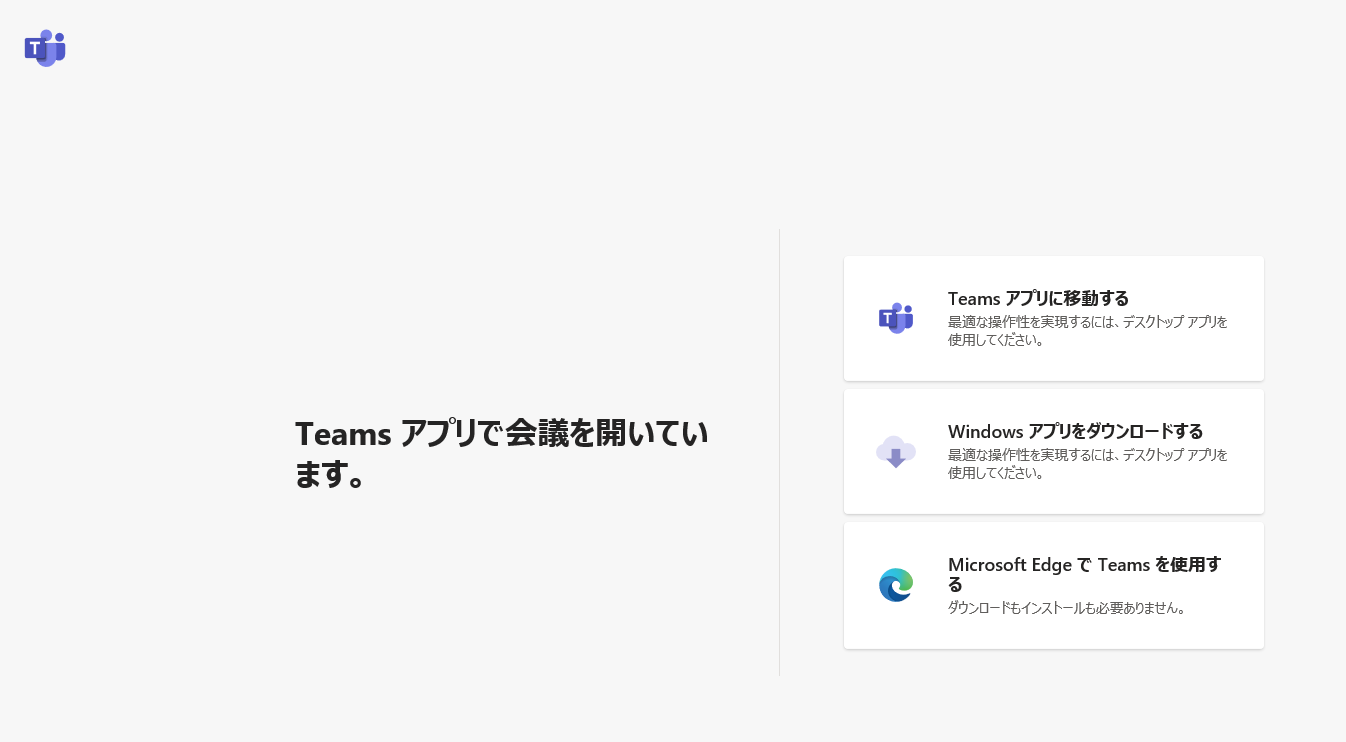 T
Teams アプリで会議を開いてい
ます。
T
Teams アプリに移動する
最適な操作性を実現するには、デスクトップ アプリを
使用してください。
Windows アプリをダウンロードする
最適な操作性を実現するには、デスクトップ アプリを
使用してください。
Microsoft Edge で Teams を使用す
る
ダウンロードもインストールも必要ありません。